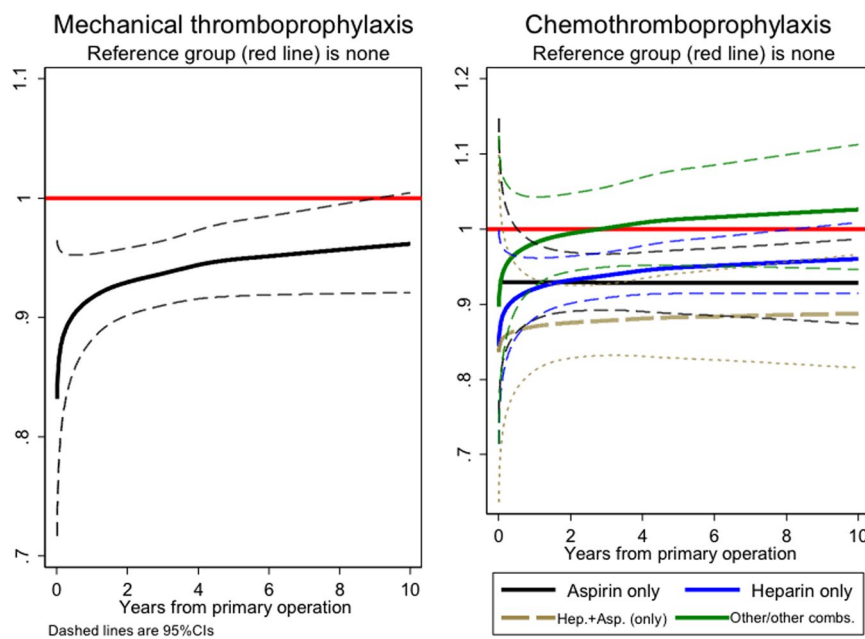 Mechanical thromboprophylaxis
Reference group (red line) is none
1.1
1
.9
.8
.7
0 2 4 6 8 10
Years from primary operation
Dashed lines are 95%CIs
Chemothromboprophylaxis
Reference group (red line) is none
1.2
1.1
1
.9
.8
.7
0 2 4 6 8 10
Years from primary operation
Aspirin only Heparin only
Hep.+Asp. (only) Other/other combs.